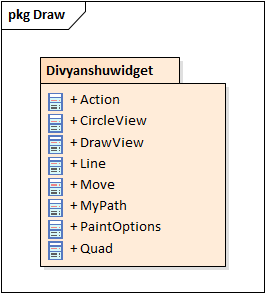 pkg Draw
Divyanshuwidget
+ Action
+ CircleView
+ DrawView
+ Line
+ Move
+ MyPath
+ PaintOptions
+ Quad